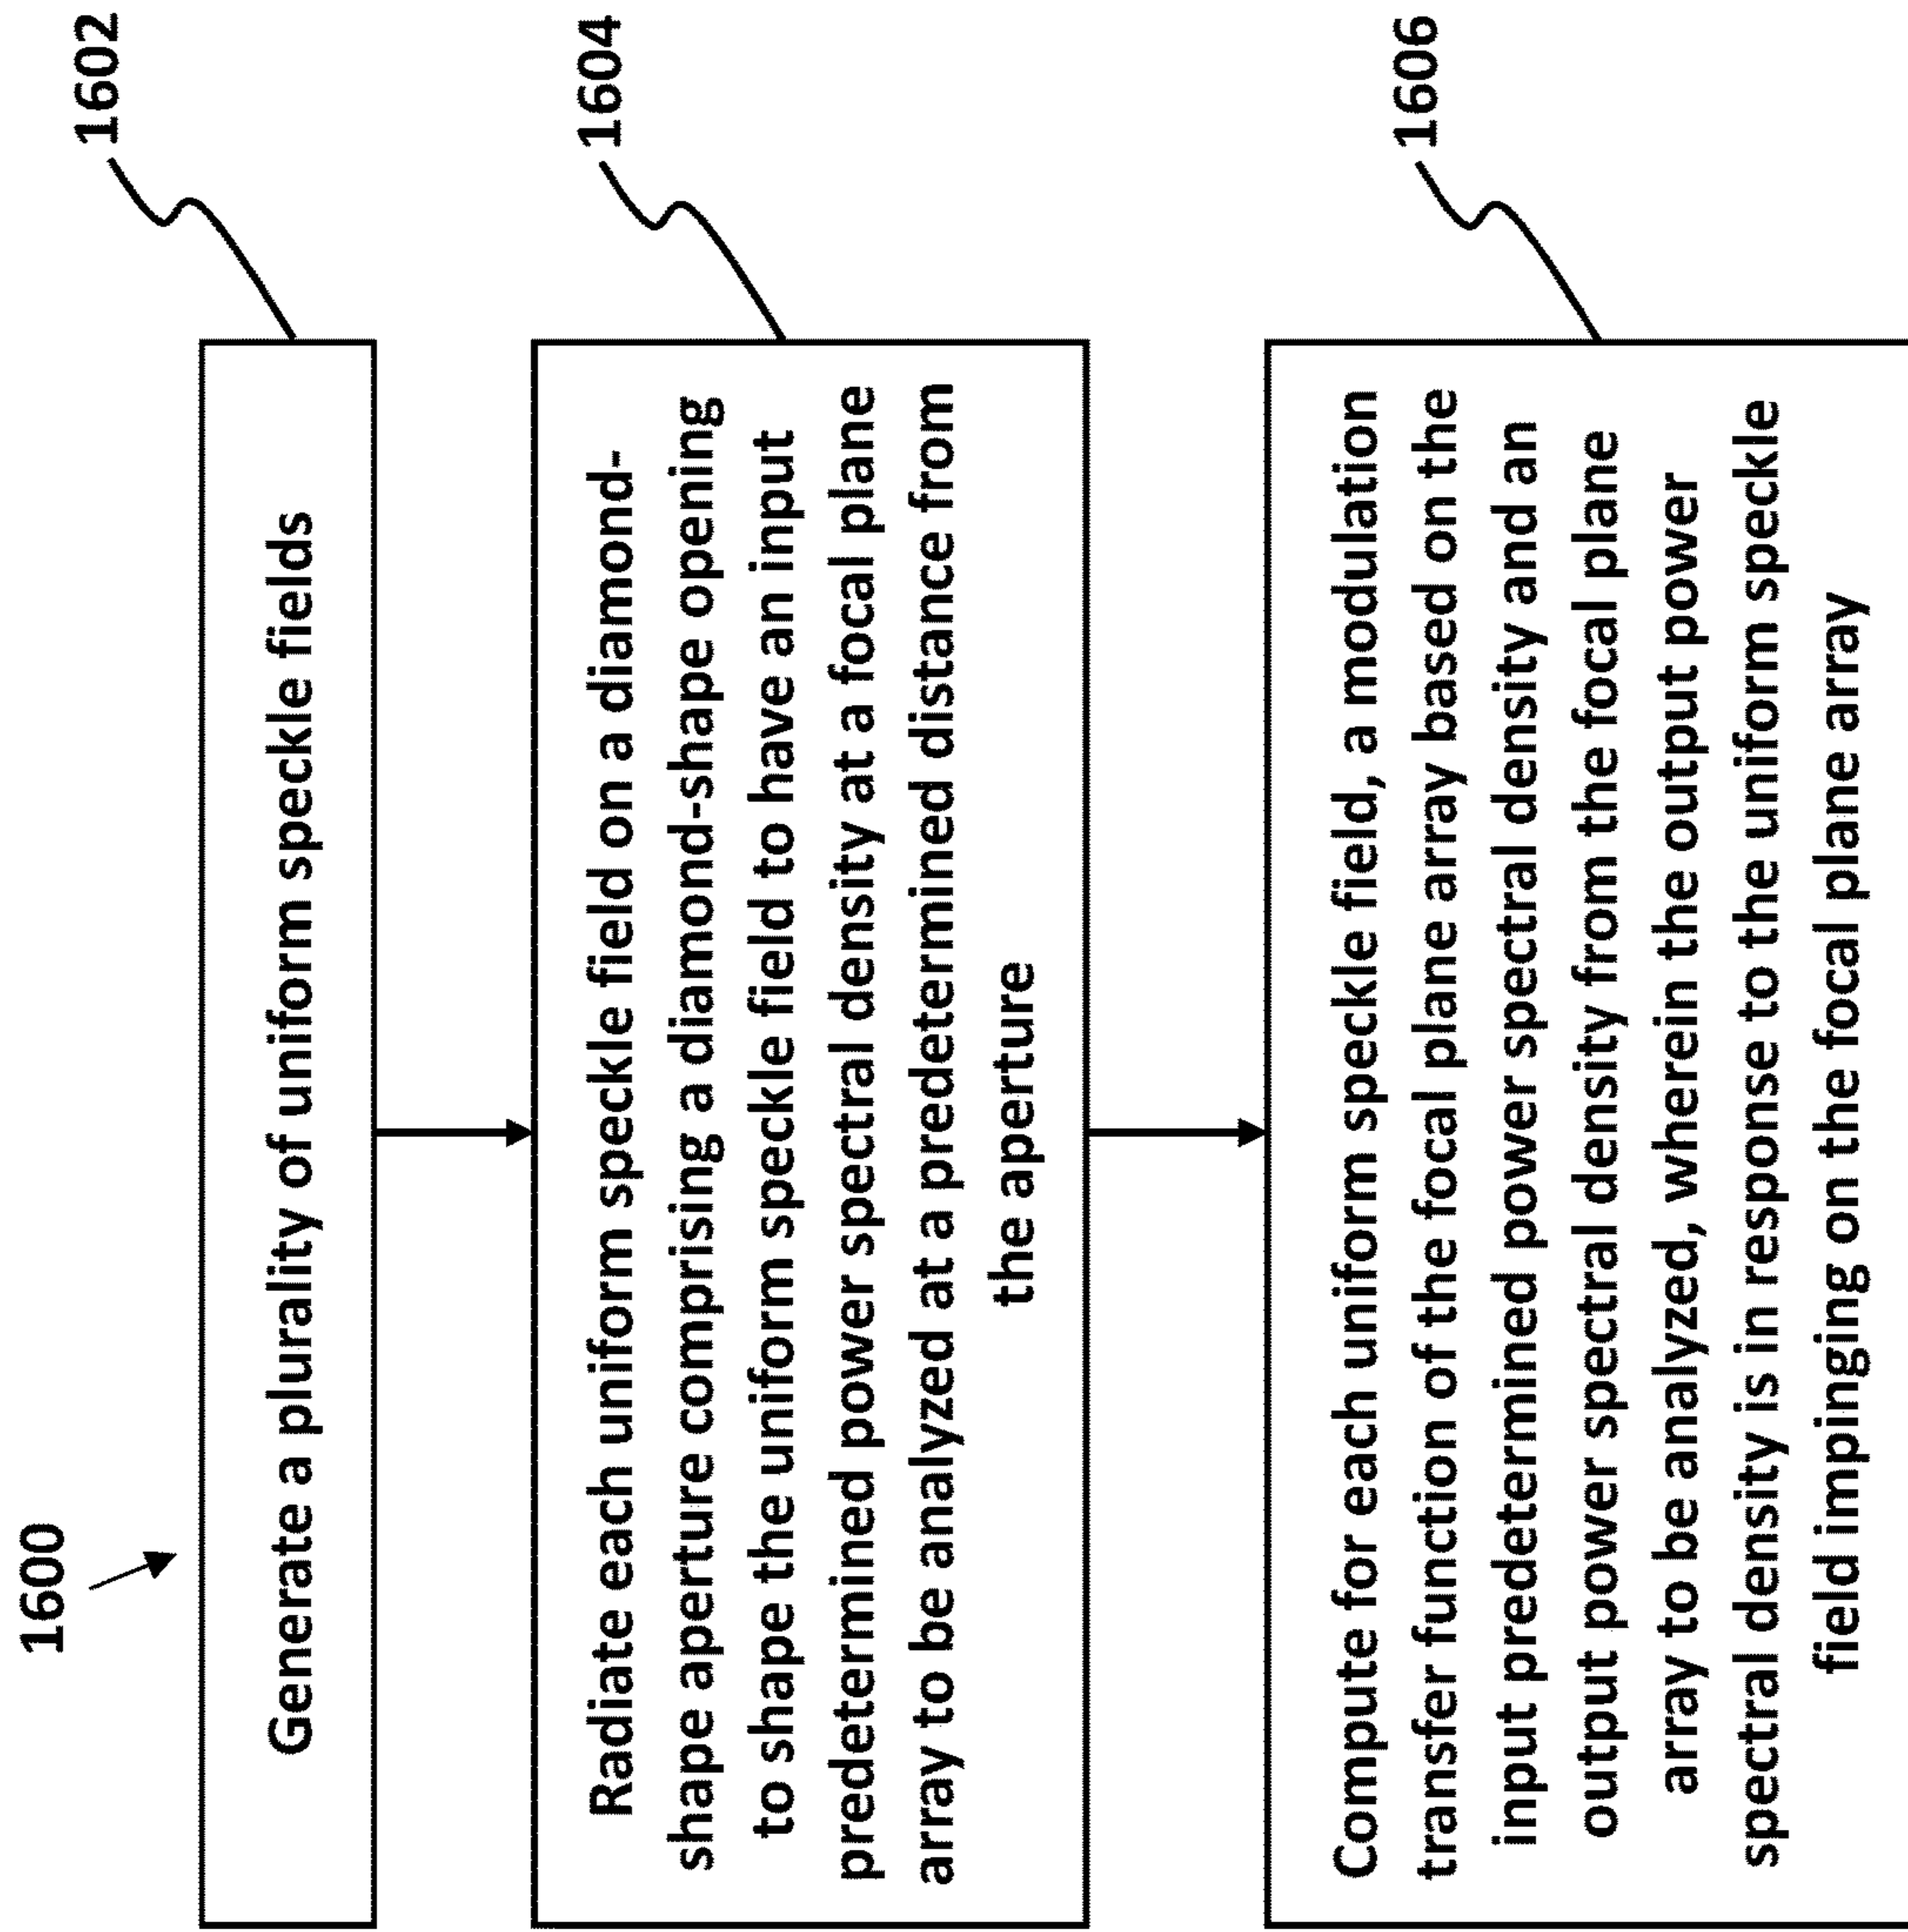 1600
1602
Generate a plurality of uniform speckle fields
1604
Radiate each uniform speckle field on a diamond-
shape aperture comprising a diamond-shape opening
to shape the uniform speckle field to have an input
predetermined power spectral density at a focal plane
array to be analyzed at a predetermined distance from
the aperture
1606
Compute for each uniform speckle field, a modulation
transfer function of the focal plane array based on the
input predetermined power spectral density and an
output power spectral density from the focal plane
array to be analyzed, wherein the output power
spectral density is in response to the uniform speckle
field impinging on the focal plane array